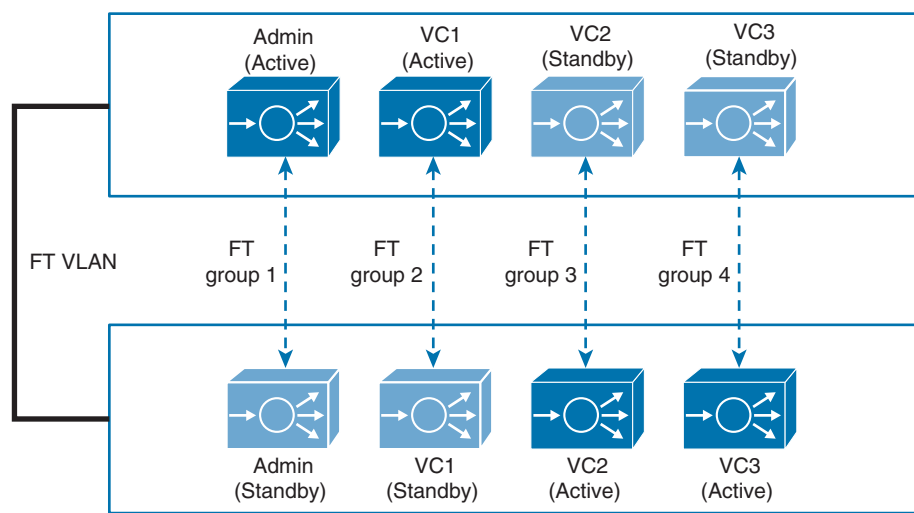 Admin
(Active)
VC1
(Active)
VC2
(Standby)
VC3
(Standby)
FT VLAN
FT
group 1
FT
group 2
FT
group 3
FT
group 4
Admin
(Standby)
VC1
(Standby)
VC2
(Active)
VC3
(Active)